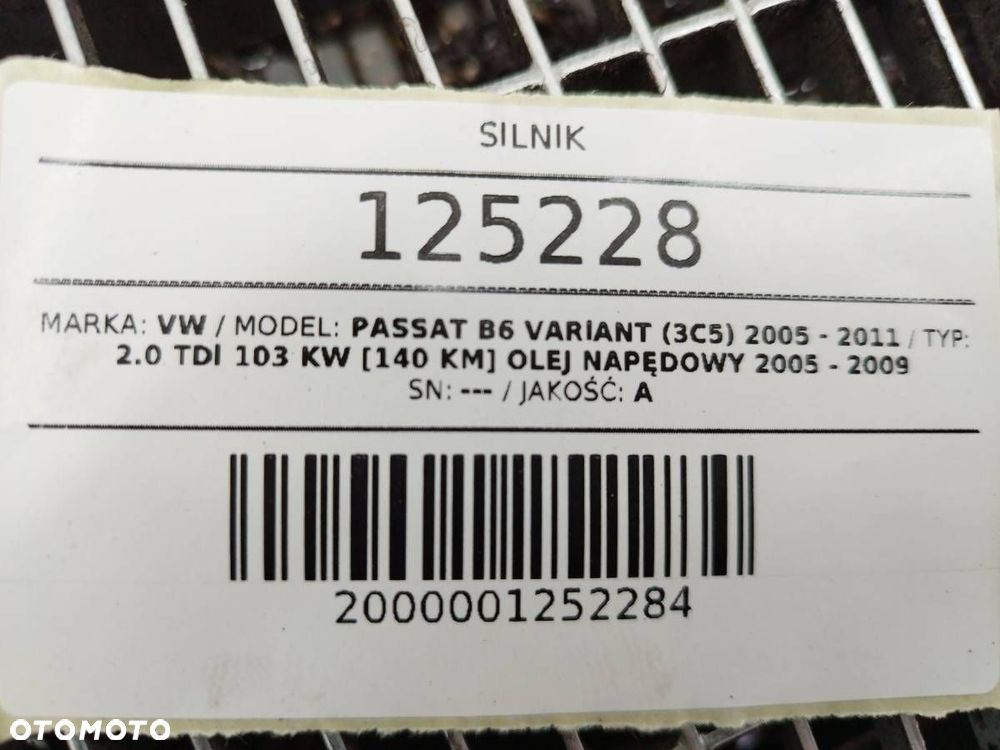 SILNIK
125228
MARKA: VW / MODEL: PASSAT B6 VARIANT (3C5) 2005 - 2011 / TYP:
2.0 TDI 103 KW [140 KM] OLEJ NAPĘDOWY 2005 - 2009
SN: --- / JAKOŚĆ: A
2000001252284
OTOMOTO